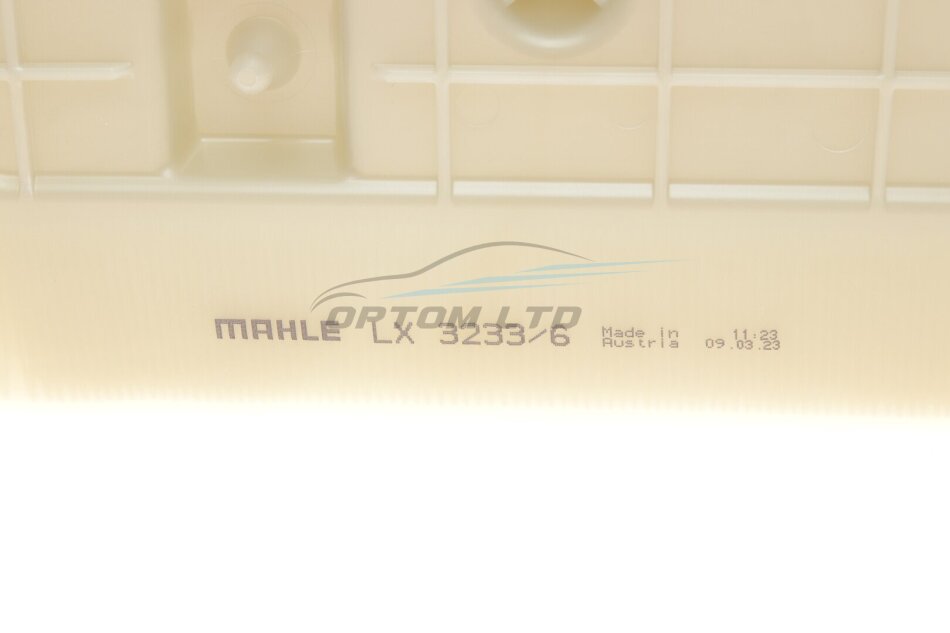 ORTOM LTD
MAHLE LX 3233/6
Made in 11:23
Austria 09.03.23